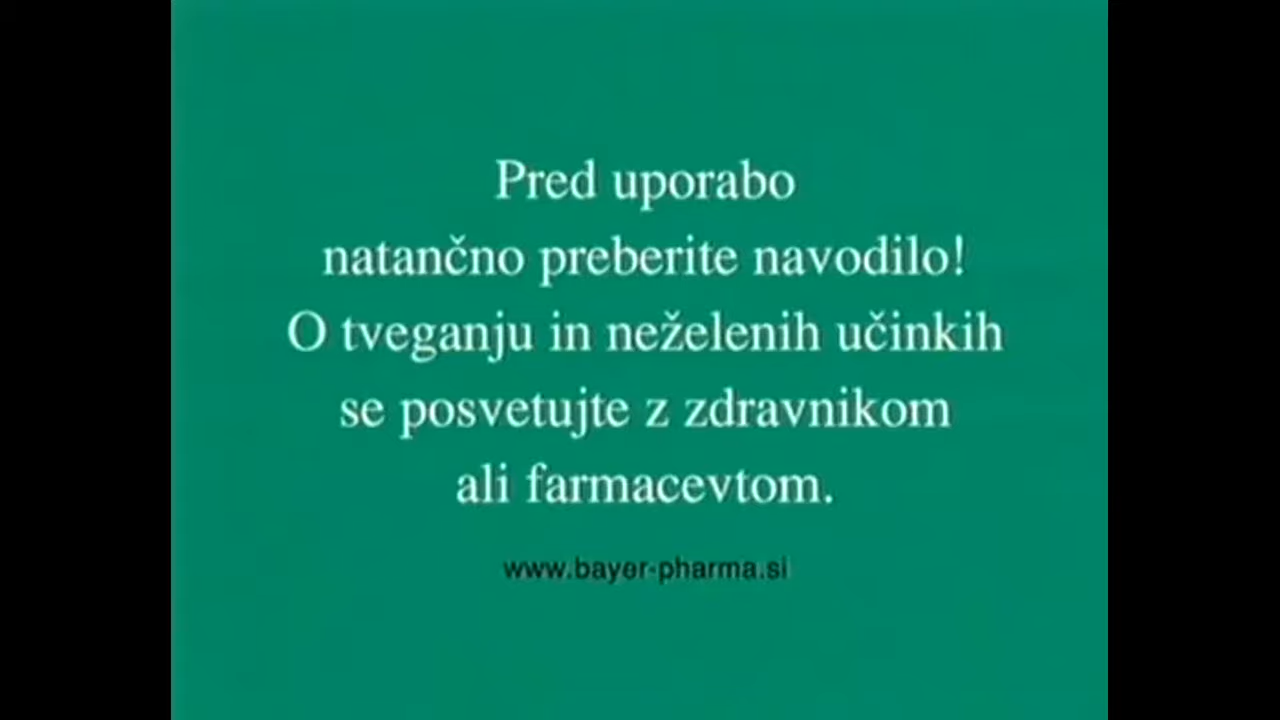 Pred uporabo
natančno preberite navodilo!
O tveganju in neželenih učinkih
se posvetujte z zdravnikom
ali farmacevtom.
www.bayer-pharma.si